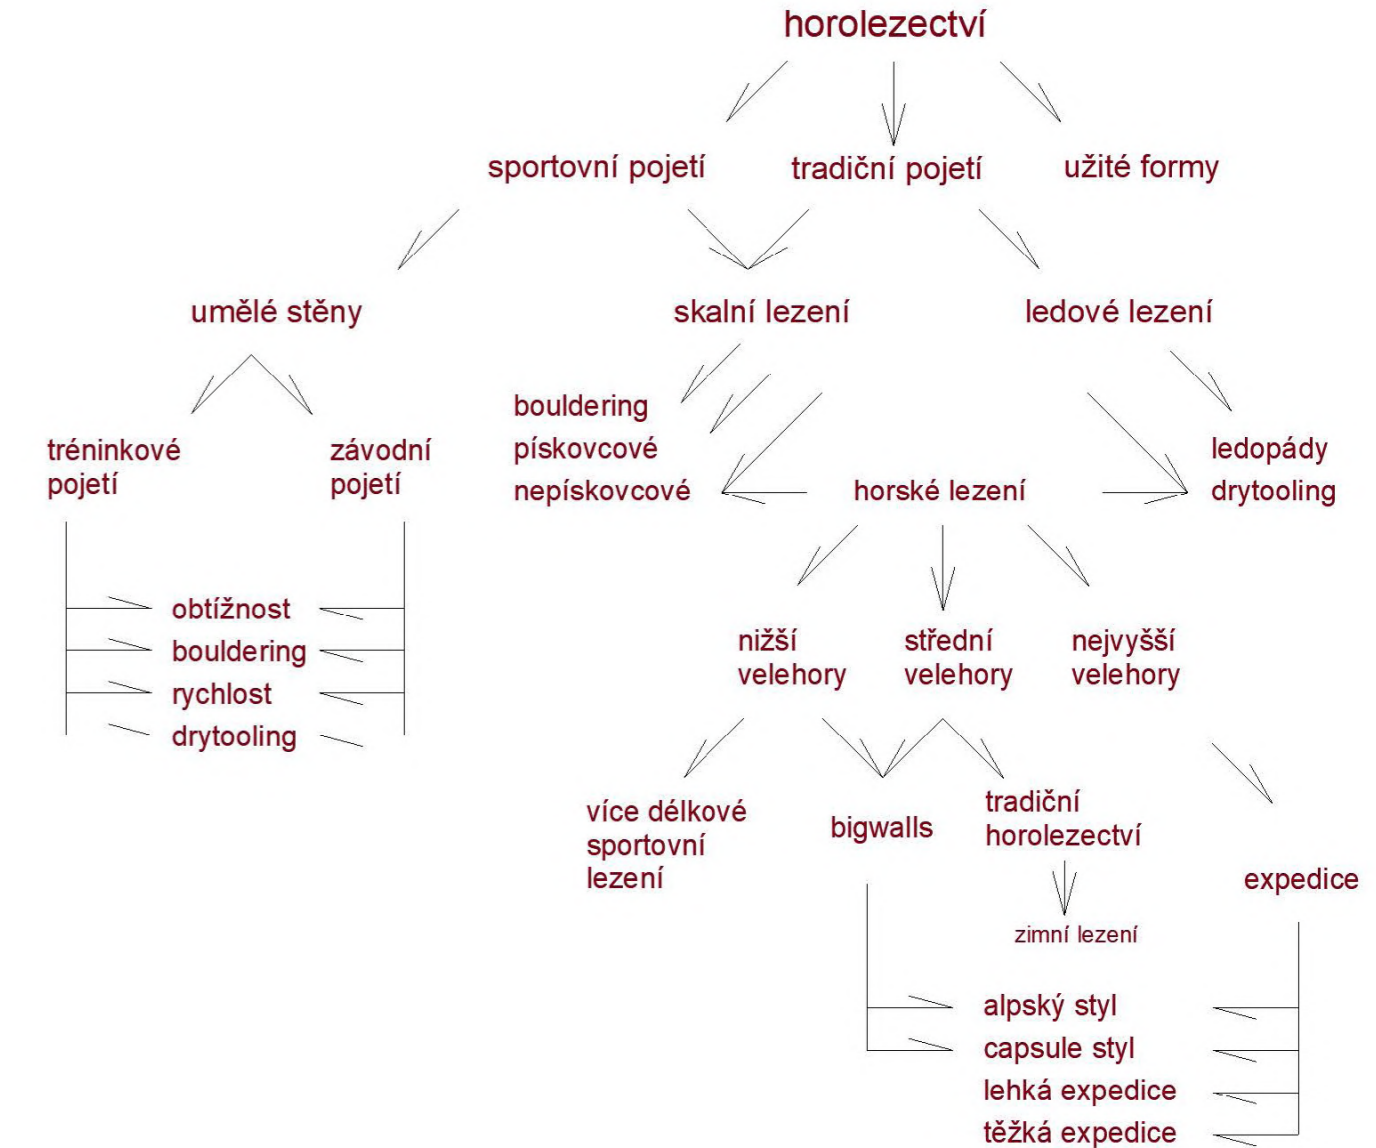 horolezectví
sportovní pojetí
tradiční pojetí
užité formy
umělé stěny
skalní lezení
ledové lezení
bouldering
pískovcové
nepískovcové
tréninkové
pojetí
závodní
pojetí
horské lezení
ledopády
drytooling
obtížnost
bouldering
rychlost
drytooling
nižší
velehory
střední
velehory
nejvyšší
velehory
více délkové
sportovní
lezení
bigwalls
tradiční
horolezectví
expedice
zimní lezení
alpský styl
capsule styl
lehká expedice
těžká expedice